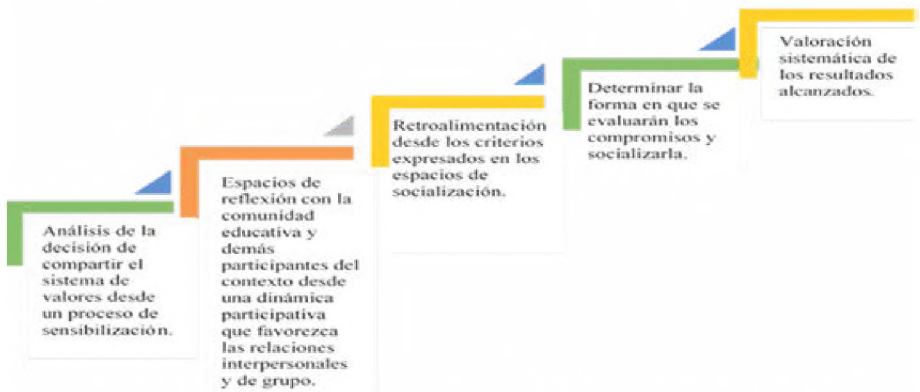 Análisis de la
decisión de
compartir el
sistema de
valores desde
un proceso de
sensibilización.
Espacios de
reflexión con la
comunidad
educativa y
demás
participantes del
contexto desde
una dinámica
participativa
que favorezca
las relaciones
interpersonales
y de grupo.
Retroalimentación
desde los criterios
expresados en los
espacios de
socialización.
Determinar la
forma en que se
evaluarán los
compromisos y
socializarla.
Valoración
sistemática de
los resultados
alcanzados.